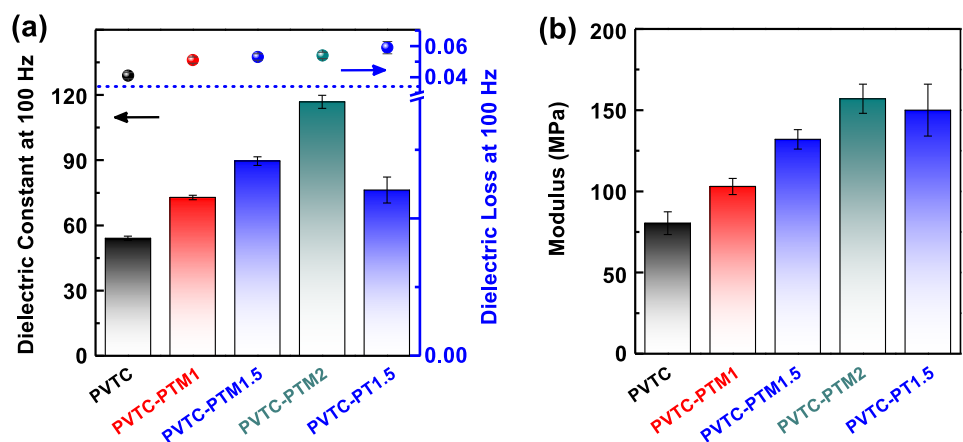 (a)
Dielectric Constant at 100 Hz
120
90
60
30
0
0.06
0.04
0.00
Dielectric Loss at 100 Hz
PVTC
PVTC-PTM1
PVTC-PTM1.5
PVTC-PTM2
PVTC-PT1.5
(b)
Modulus (MPa)
200
150
100
50
0
PVTC
PVTC-PTM1
PVTC-PTM1.5
PVTC-PTM2
PVTC-PT1.5